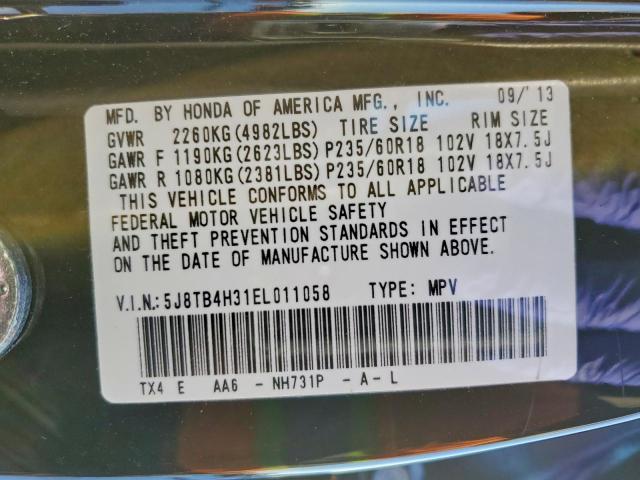 MFD. BY HONDA OF AMERICA MFG., INC. 09/'13
GVWR 2260KG(4982LBS) TIRE SIZE RIM SIZE
GAWR F 1190KG(2623LBS) P235/60R18 102V 18X7.5J
GAWR R 1080KG(2381LBS) P235/60R18 102V 18X7.5J
THIS VEHICLE CONFORMS TO ALL APPLICABLE
FEDERAL MOTOR VEHICLE SAFETY
AND THEFT PREVENTION STANDARDS IN EFFECT
ON THE DATE OF MANUFACTURE SHOWN ABOVE.
V.I.N.:5J8TB4H31EL011058 TYPE: MPV
TX4 E AA6 - NH731P - A - L